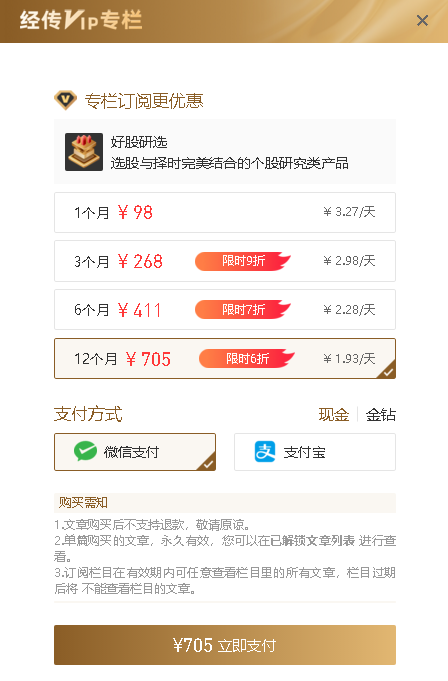 经传Vip专栏
专栏订阅更优惠
好股研选
选股与择时完美结合的个股研究类产品
1个月 ¥ 98 ¥ 3.27/天
3个月 ¥ 268 限时9折 ¥ 2.98/天
6个月 ¥ 411 限时7折 ¥ 2.28/天
12个月 ¥ 705 限时6折 ¥ 1.93/天
支付方式 现金 金钻
微信支付 支付宝
购买需知
1.文章购买后不支持退款，敬请原谅。
2.单篇购买的文章，永久有效，您可以在已解锁文章列表 进行查
看。
3.订阅栏目在有效期内可任意查看栏目里的所有文章，栏目过期
后将 不能查看栏目的文章。
¥705 立即支付